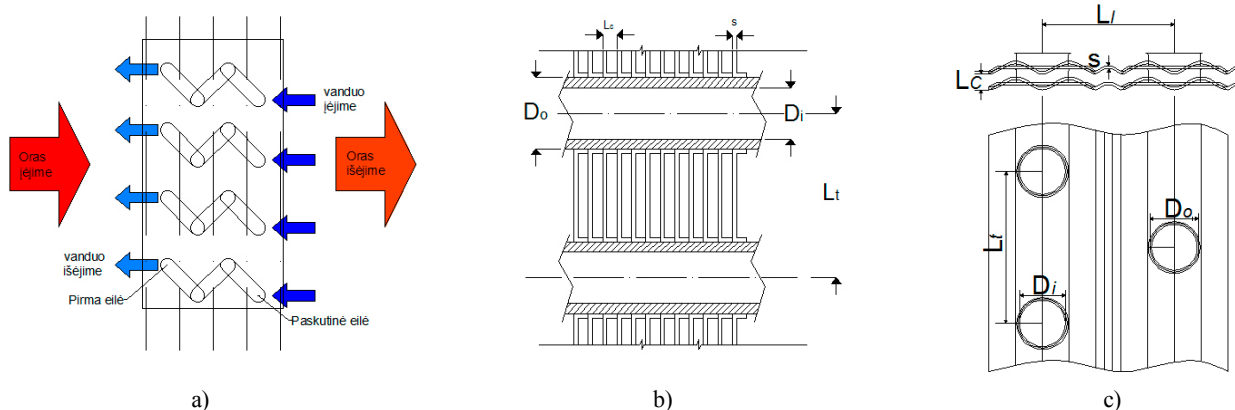 Oras
įėjime
vanduo
įėjime
Oras
išėjime
vanduo
išėjime
Pirma eilė
Paskutinė eilė
a)
Lc
s
Do
Di
Lt
b)
Ll
s
LC
Lt
Do
Di
c)